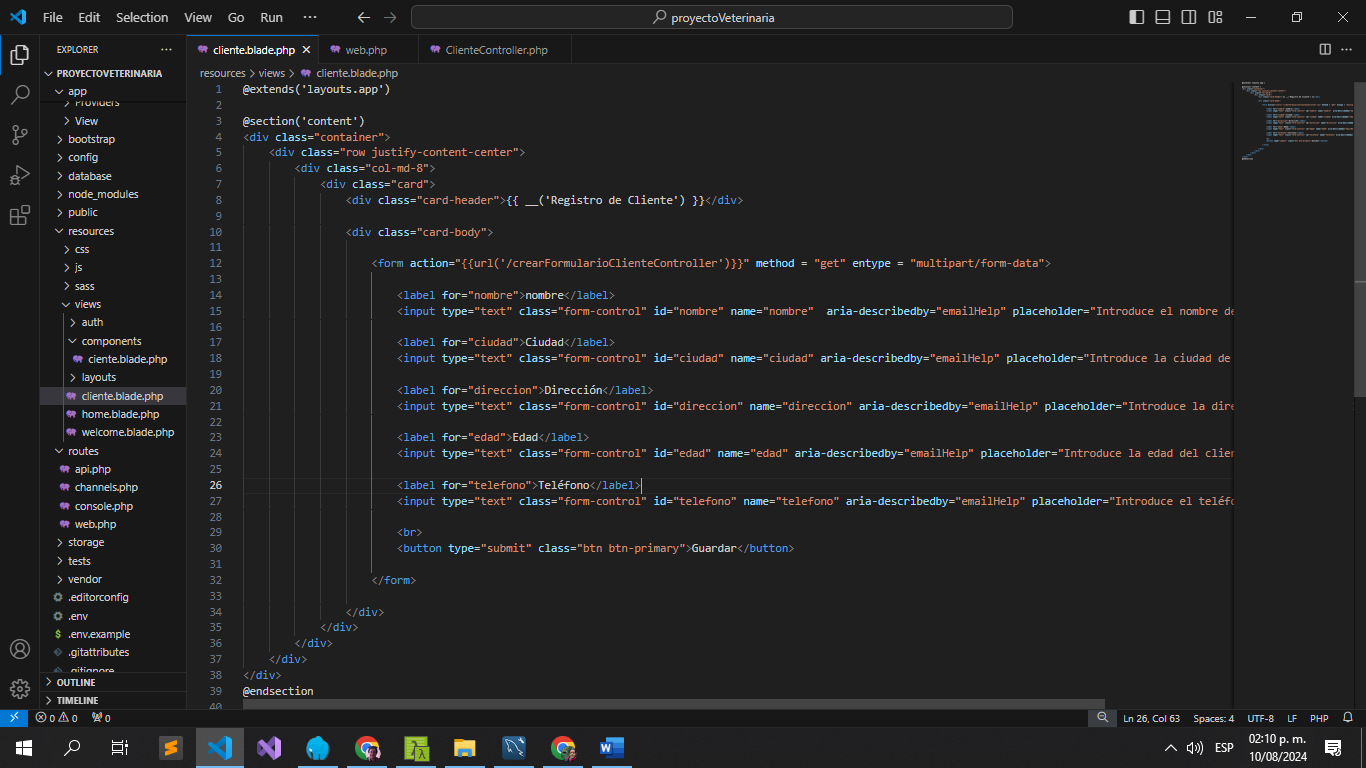 File Edit Selection View Go Run ··· proyectoVeterinaria
EXPLORER ···
PROYECTOVETERINARIA
app
Providers
View
bootstrap
config
database
node_modules
public
resources
css
js
sass
views
auth
components
ciente.blade.php
layouts
cliente.blade.php
home.blade.php
welcome.blade.php
routes
api.php
channels.php
console.php
web.php
storage
tests
vendor
.editorconfig
.env
.env.example
.gitattributes
.gitignore
OUTLINE
TIMELINE
cliente.blade.php web.php ClienteController.php
resources > views > cliente.blade.php
1 @extends('layouts.app')
2
3 @section('content')
4 <div class="container">
5 <div class="row justify-content-center">
6 <div class="col-md-8">
7 <div class="card">
8 <div class="card-header">{{ __('Registro de Cliente') }}</div>
9
10 <div class="card-body">
11
12 <form action="{{url('/crearFormularioClienteController')}}" method = "get" entype = "multipart/form-data">
13
14 <label for="nombre">nombre</label>
15 <input type="text" class="form-control" id="nombre" name="nombre"  aria-describedby="emailHelp" placeholder="Introduce el nombre de
16
17 <label for="ciudad">Ciudad</label>
18 <input type="text" class="form-control" id="ciudad" name="ciudad" aria-describedby="emailHelp" placeholder="Introduce la ciudad de
19
20 <label for="direccion">Dirección</label>
21 <input type="text" class="form-control" id="direccion" name="direccion" aria-describedby="emailHelp" placeholder="Introduce la dire
22
23 <label for="edad">Edad</label>
24 <input type="text" class="form-control" id="edad" name="edad" aria-describedby="emailHelp" placeholder="Introduce la edad del clien
25
26 <label for="telefono">Teléfono</label>
27 <input type="text" class="form-control" id="telefono" name="telefono" aria-describedby="emailHelp" placeholder="Introduce el teléfo
28
29 <br>
30 <button type="submit" class="btn btn-primary">Guardar</button>
31
32 </form>
33
34 </div>
35 </div>
36 </div>
37 </div>
38 </div>
39 @endsection
40
0 0 0 Ln 26, Col 63 Spaces: 4 UTF-8 LF PHP
ESP 02:10 p. m.
10/08/2024